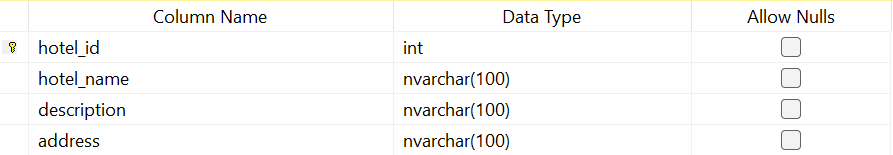 Column Name Data Type Allow Nulls
hotel_id int
hotel_name nvarchar(100)
description nvarchar(100)
address nvarchar(100)